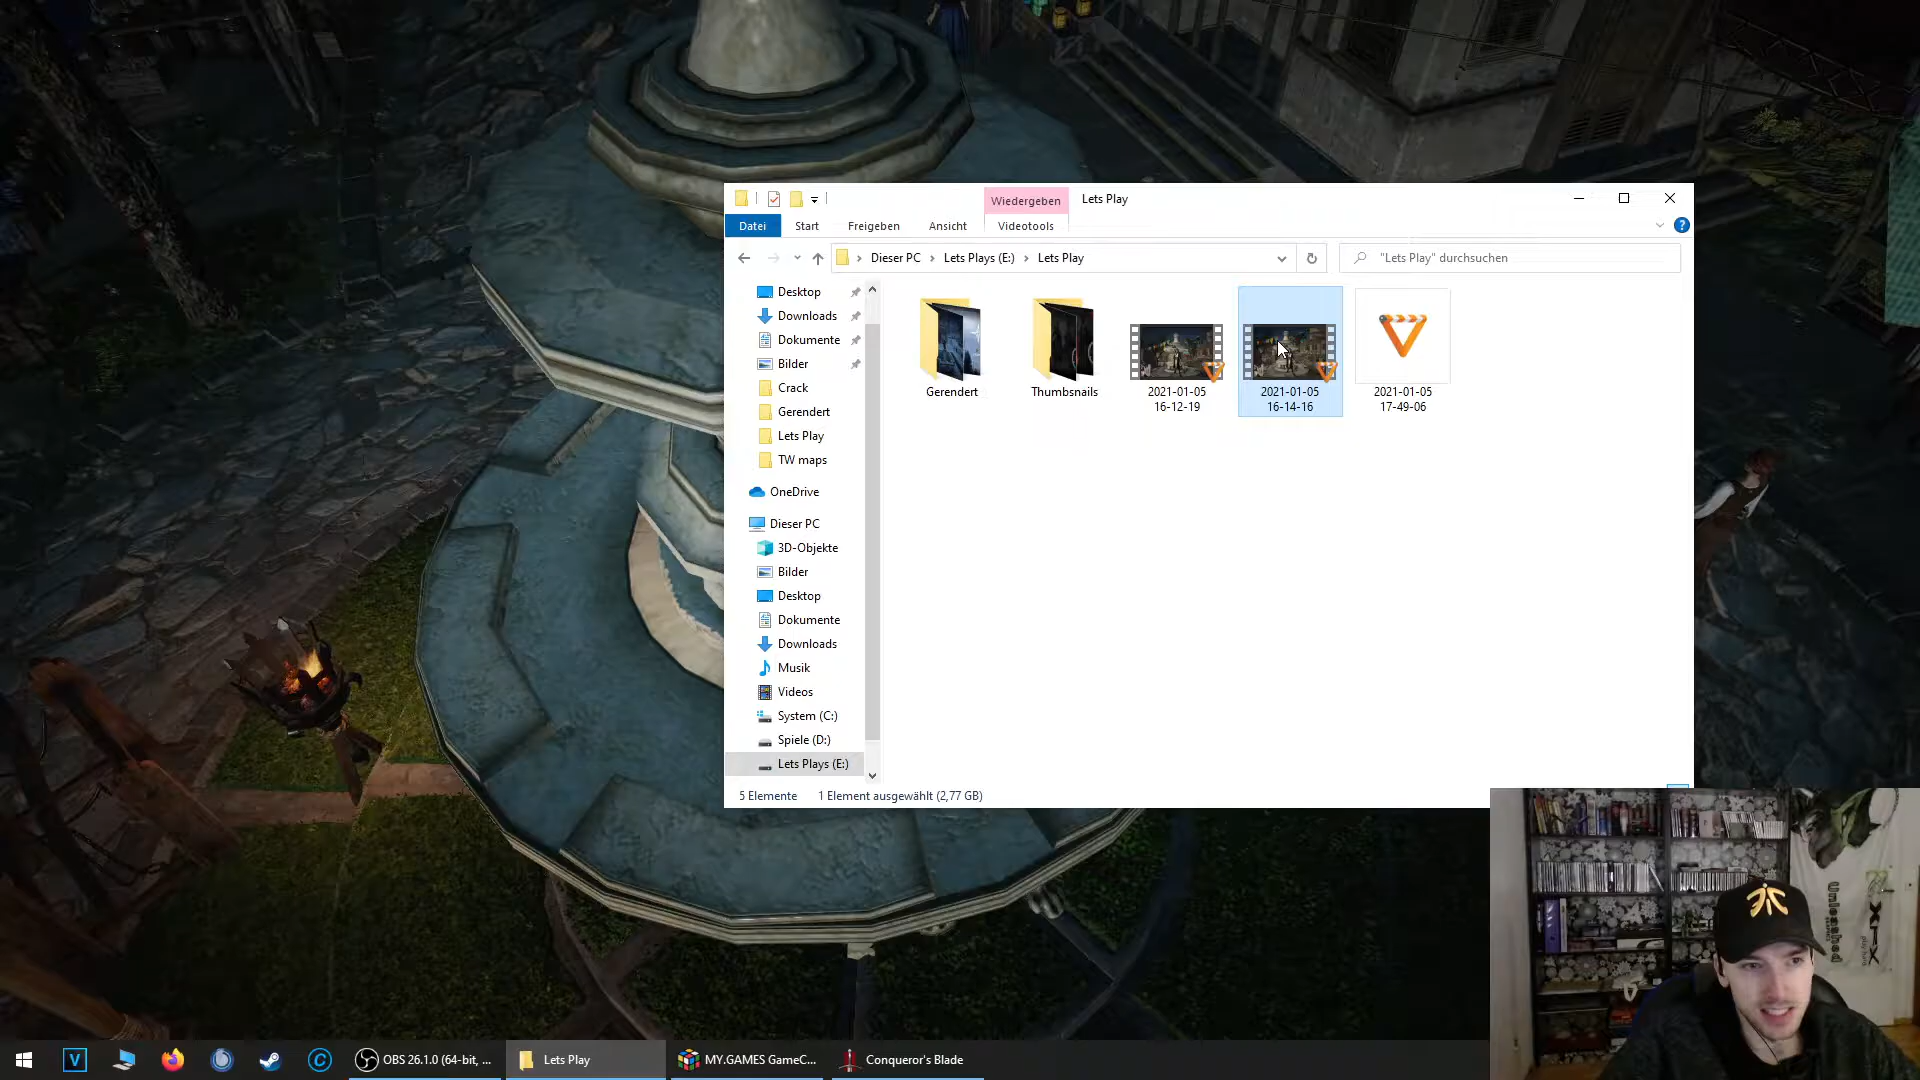 Wiedergeben
Lets Play
Datei
Start
Freigeben
Ansicht
Videotools
Dieser PC
Lets Plays (E:)
Lets Play
"Lets Play" durchsuchen
Desktop
Downloads
Dokumente
Bilder
Crack
Gerendert
Lets Play
TW maps
OneDrive
Dieser PC
3D-Objekte
Bilder
Desktop
Dokumente
Downloads
Musik
Videos
System (C:)
Spiele (D:)
Lets Plays (E:)
Gerendert
Thumbsnails
2021-01-05
16-12-19
2021-01-05
16-14-16
2021-01-05
17-49-06
5 Elemente
1 Element ausgewählt (2,77 GB)
OBS 26.1.0 (64-bit, ...
Lets Play
MY.GAMES GameC...
Conqueror's Blade